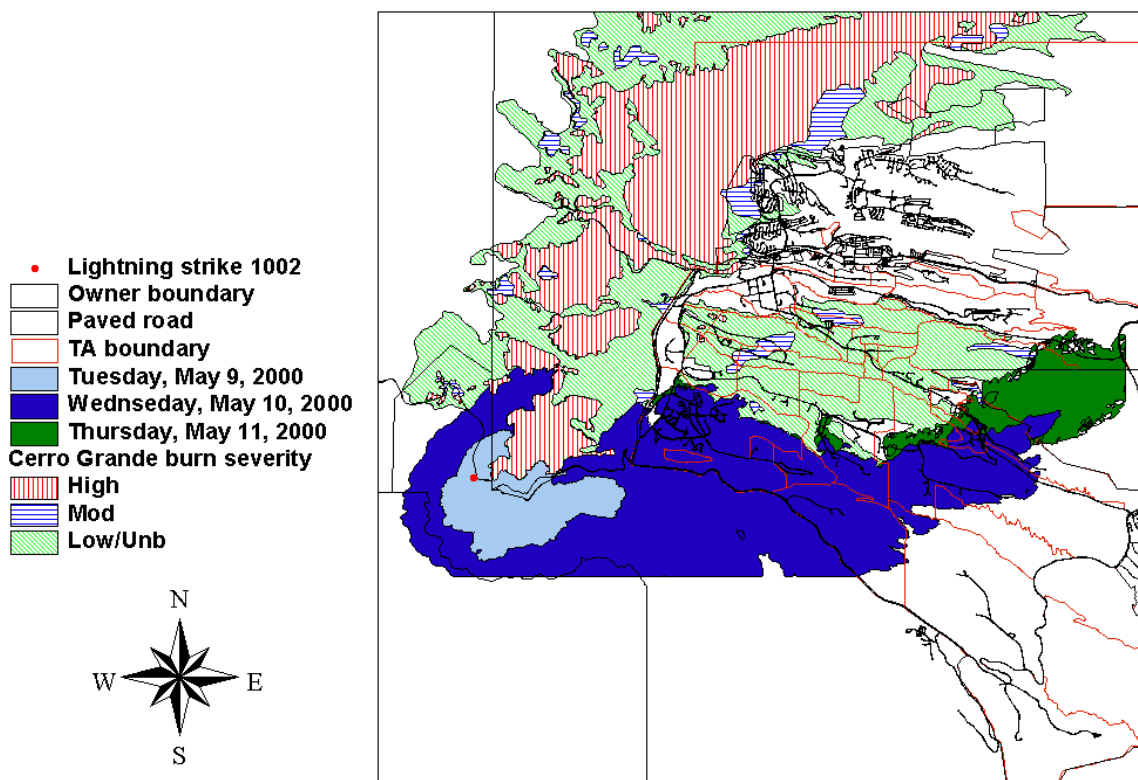 Lightning strike 1002
Owner boundary
Paved road
TA boundary
Tuesday, May 9, 2000
Wednseday, May 10, 2000
Thursday, May 11, 2000
Cerro Grande burn severity
High
Mod
Low/Unb
N
W E
S